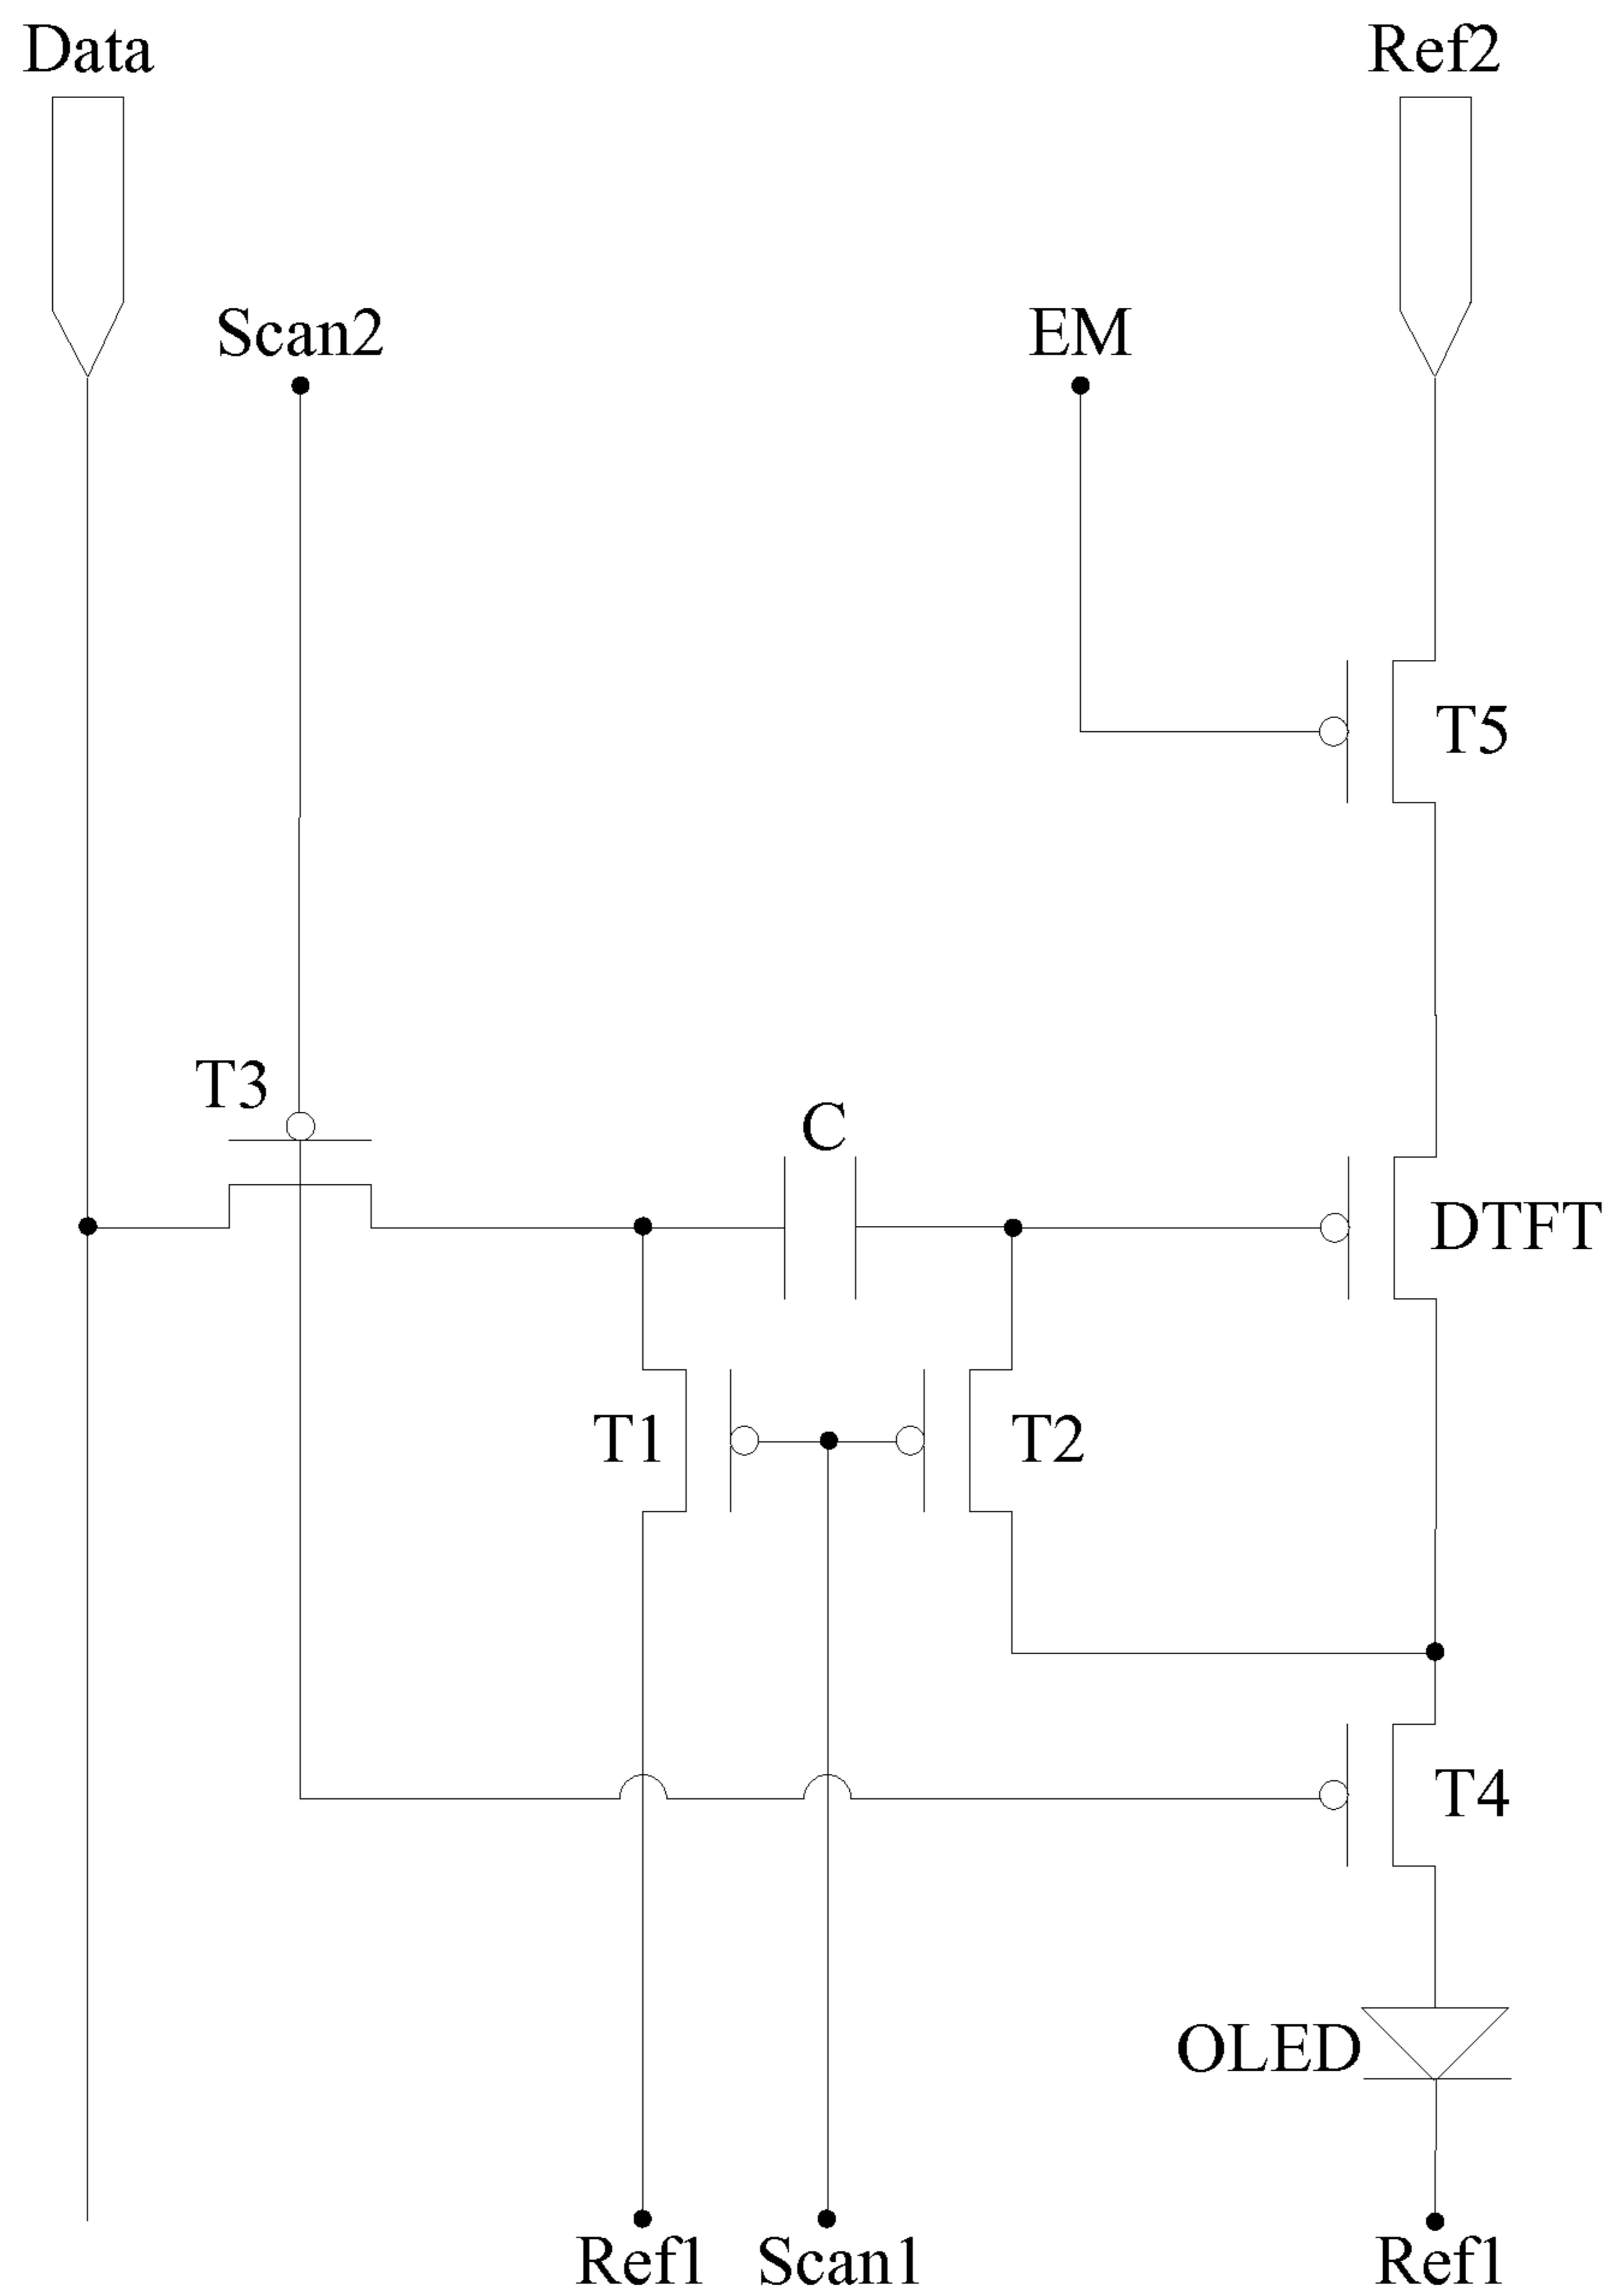 Data
Ref2
Scan2
EM
T5
T3
C
DTFT
T1
T2
T4
OLED
Ref1
Scan1
Ref1